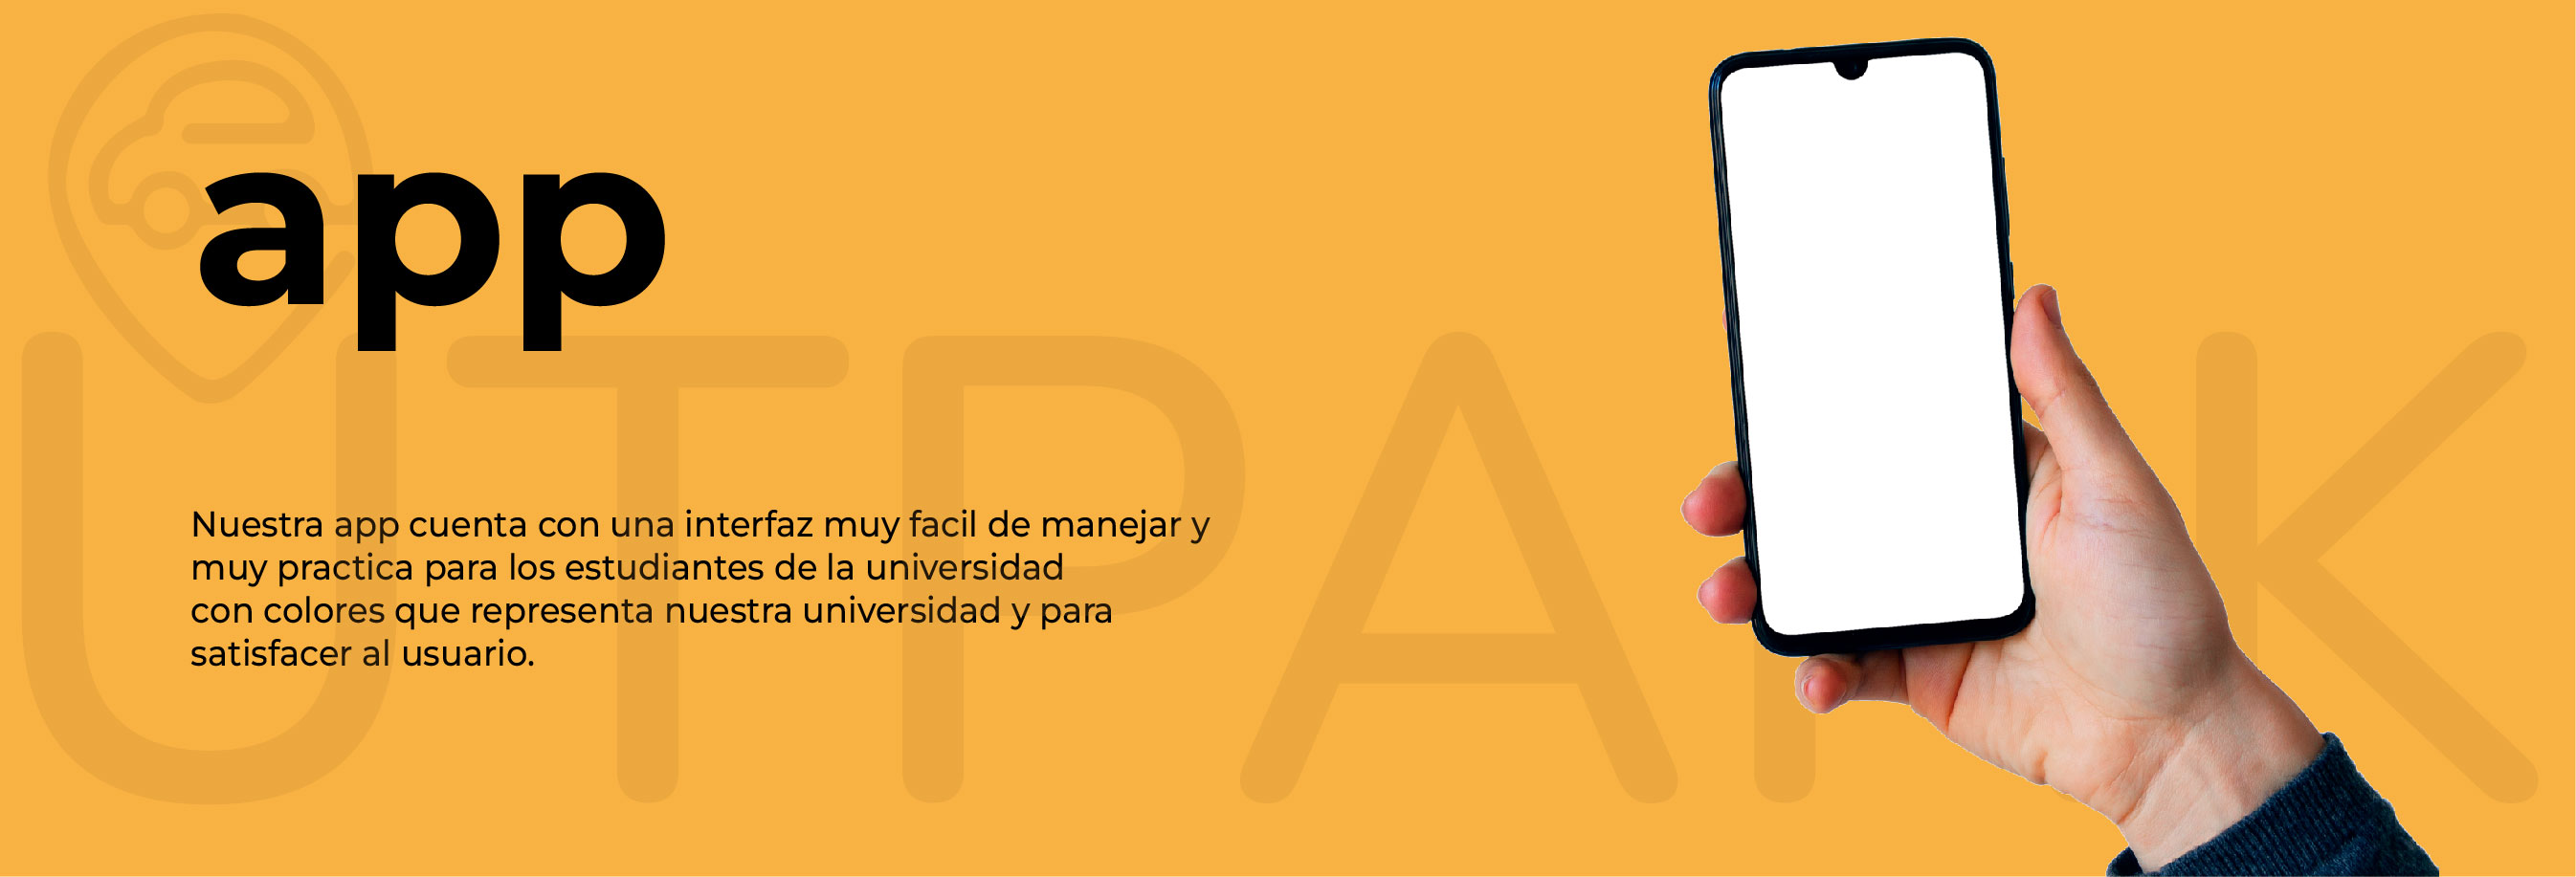 app
UTPA K
Nuestra app cuenta con una interfaz muy facil de manejar y
muy practica para los estudiantes de la universidad
con colores que representa nuestra universidad y para
satisfacer al usuario.